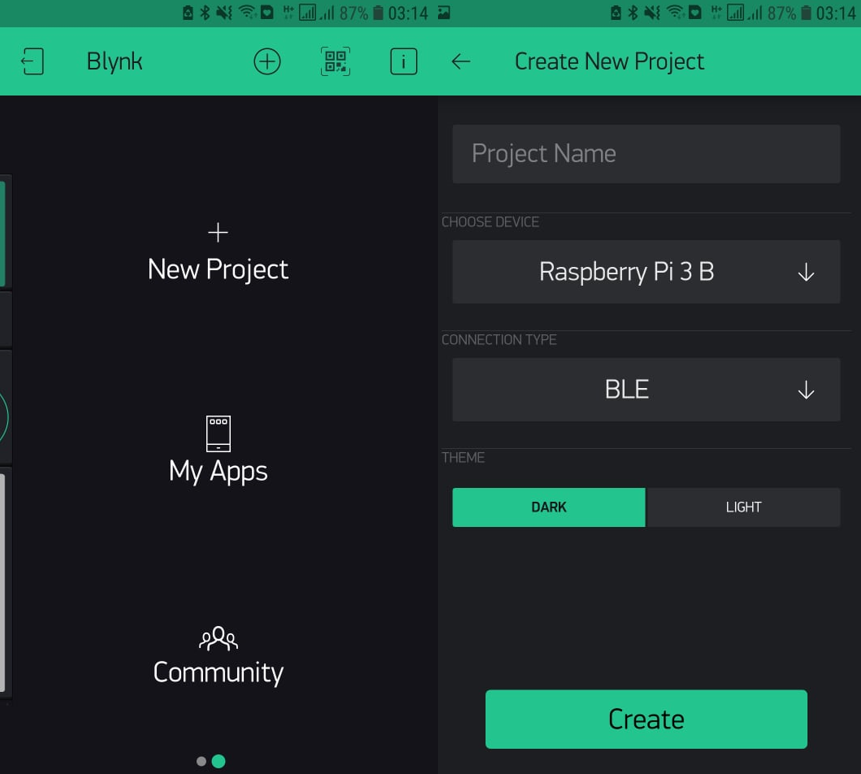 87% 03:14
Blynk
New Project
My Apps
Community
87% 03:14
Create New Project
Project Name
CHOOSE DEVICE
Raspberry Pi 3 B
CONNECTION TYPE
BLE
THEME
DARK LIGHT
Create